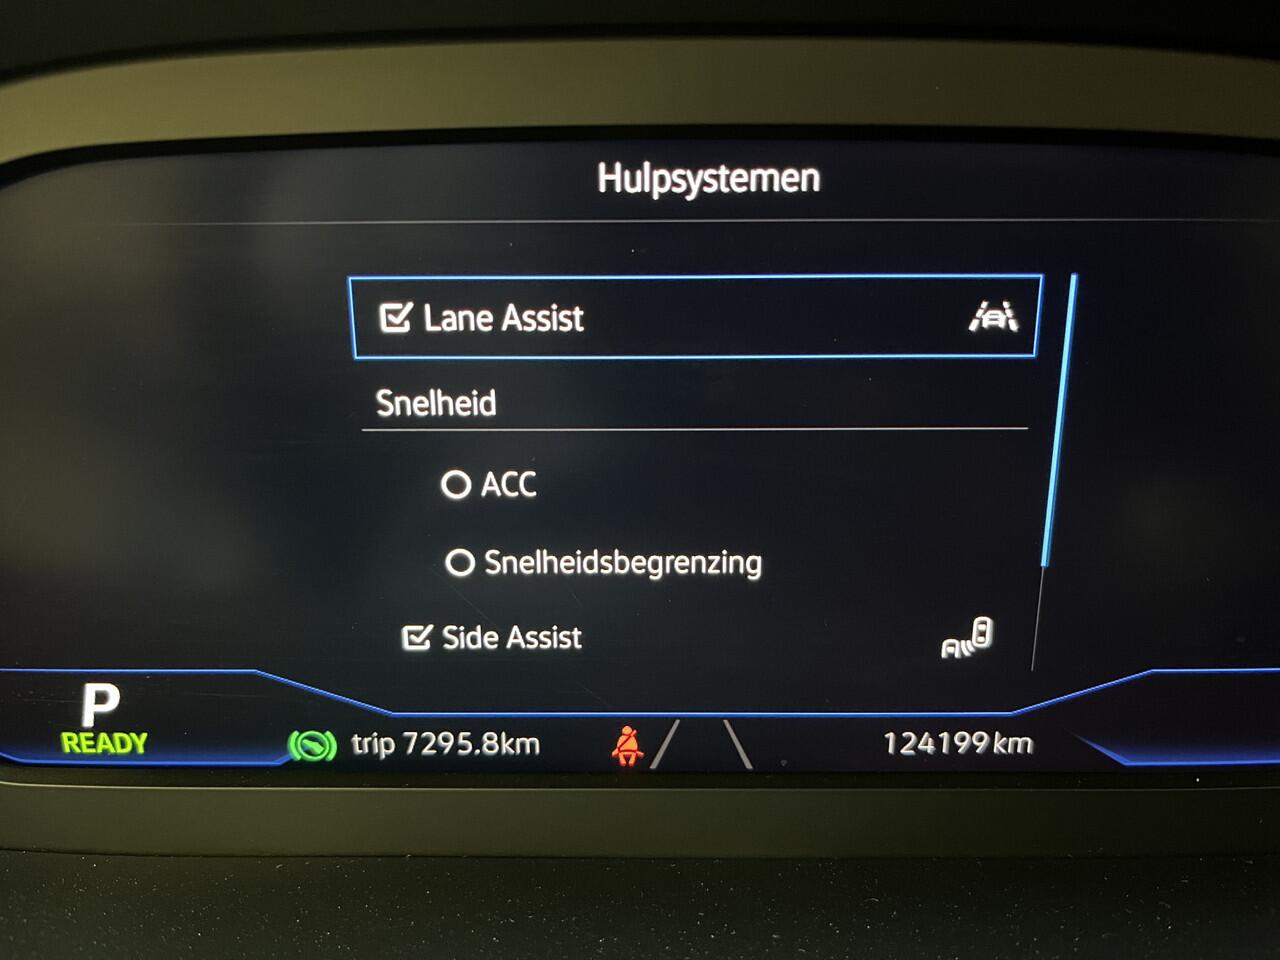 Hulpsystemen
Lane Assist
Snelheid
ACC
Snelheidsbegrenzing
Side Assist
P
READY
trip 7295.8km
124199km